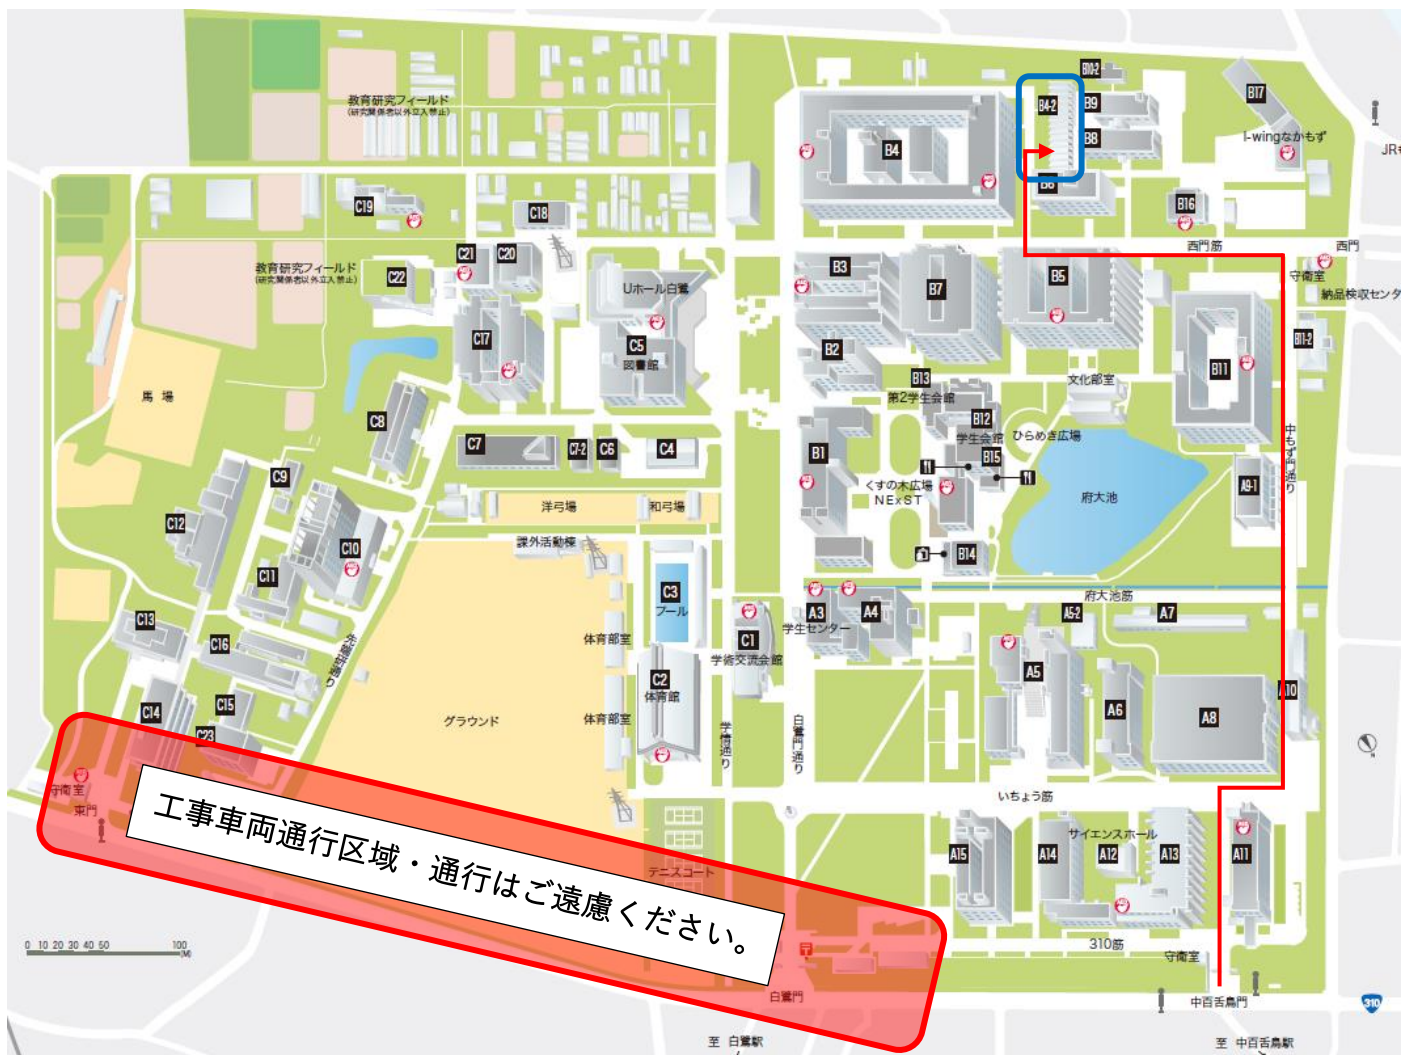 教育研究フィールド
(研究関係者以外立入禁止)
B10-2
B4-2
B9
B8
B17
I-wingなかもず
B4
B6
B16
C19
C18
西門筋
西門
守衛室
納品検収センタ
教育研究フィールド
(研究関係者以外立入禁止)
C22
C21
C20
Uホール白鷺
B3
B7
B5
C17
C5
図書館
B2
B11
B11-2
馬 場
C8
B13
第2学生会館
文化部室
B12
学生会館
ひらめき広場
C7
C7-2
C6
C4
B1
B15
くすの木広場
NExST
府大池
A9-1
中もず門通り
C9
C12
洋弓場
和弓場
課外活動棟
C10
C11
B14
C3
プール
府大池筋
C13
C16
先端研通り
体育部室
C1
学術交流会館
A3
学生センター
A4
A5-2
A7
A5
C2
体育館
A6
A8
A10
C14
C15
C23
グラウンド
体育部室
学情通り
白鷺門通り
守衛室
東門
いちょう筋
工事車両通行区域・通行はご遠慮ください。
テニスコート
サイエンスホール
A15
A14
A12
A13
A11
0 10 20 30 40 50 100
(M)
310筋
守衛室
白鷺門
中百舌鳥門
310
至 白鷺駅
至 中百舌鳥駅